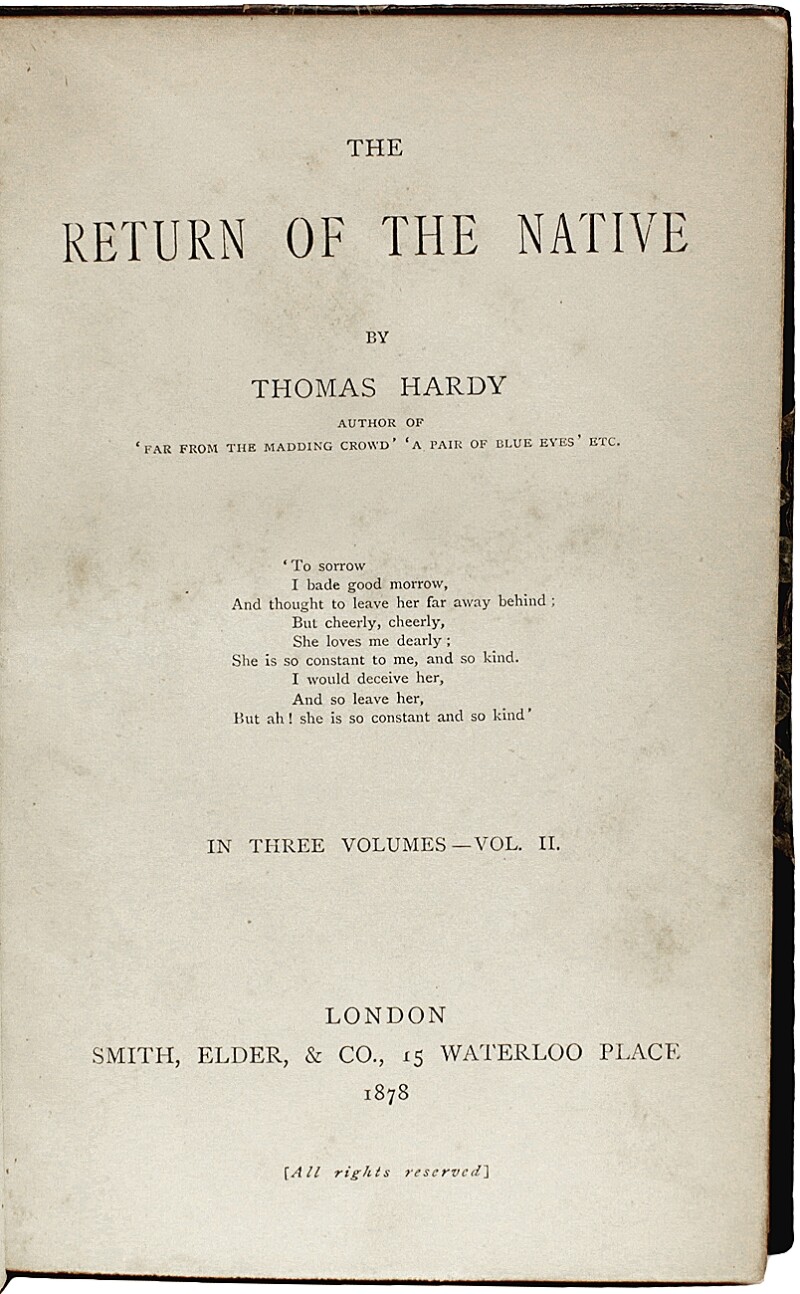 THE
RETURN OF THE NATIVE
BY
THOMAS HARDY
AUTHOR OF
‘FAR FROM THE MADDING CROWD’ ‘A PAIR OF BLUE EYES’ ETC.
‘To sorrow
I bade good morrow,
And thought to leave her far away behind;
But cheerly, cheerly,
She loves me dearly;
She is so constant to me, and so kind.
I would deceive her,
And so leave her,
But ah! she is so constant and so kind’
IN THREE VOLUMES—VOL. II.
LONDON
SMITH, ELDER, & CO., 15 WATERLOO PLACE
1878
[All rights reserved]